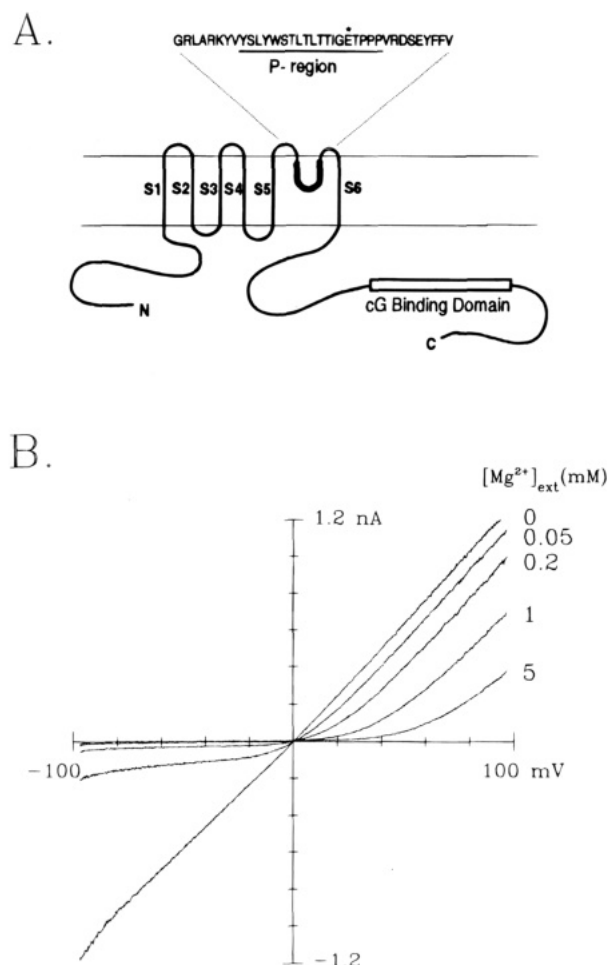 A.
*
GRLARKYVYSLYWSTLTLTTIGETPPPVRDSEYFFV
P- region
S1 S2 S3 S4 S5 S6
N
cG Binding Domain
C
B.
[Mg²⁺]ext(mM)
1.2 nA
0
0.05
0.2
1
5
-100
100 mV
-1.2